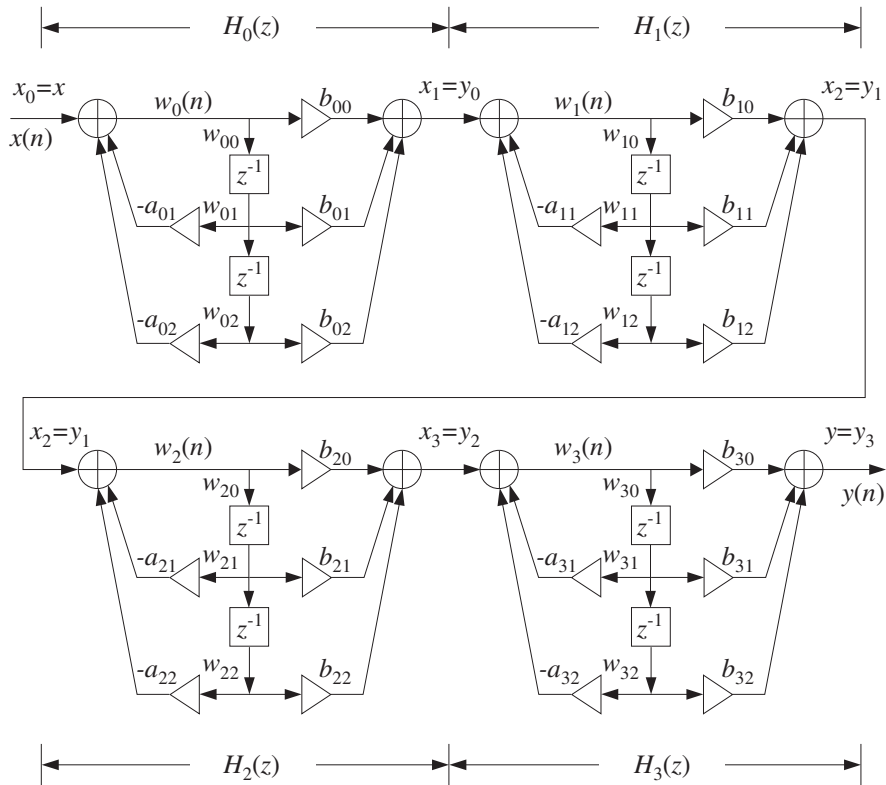 H₀(z) H₁(z)
x₀=x w₀(n) b₀₀ x₁=y₀ w₁(n) b₁₀ x₂=y₁
x(n) w₀₀ w₁₀
z⁻¹ z⁻¹
-a₀₁ w₀₁ b₀₁ -a₁₁ w₁₁ b₁₁
z⁻¹ z⁻¹
-a₀₂ w₀₂ b₀₂ -a₁₂ w₁₂ b₁₂
x₂=y₁ w₂(n) b₂₀ x₃=y₂ w₃(n) b₃₀ y=y₃
w₂₀ w₃₀ y(n)
z⁻¹ z⁻¹
-a₂₁ w₂₁ b₂₁ -a₃₁ w₃₁ b₃₁
z⁻¹ z⁻¹
-a₂₂ w₂₂ b₂₂ -a₃₂ w₃₂ b₃₂
H₂(z) H₃(z)